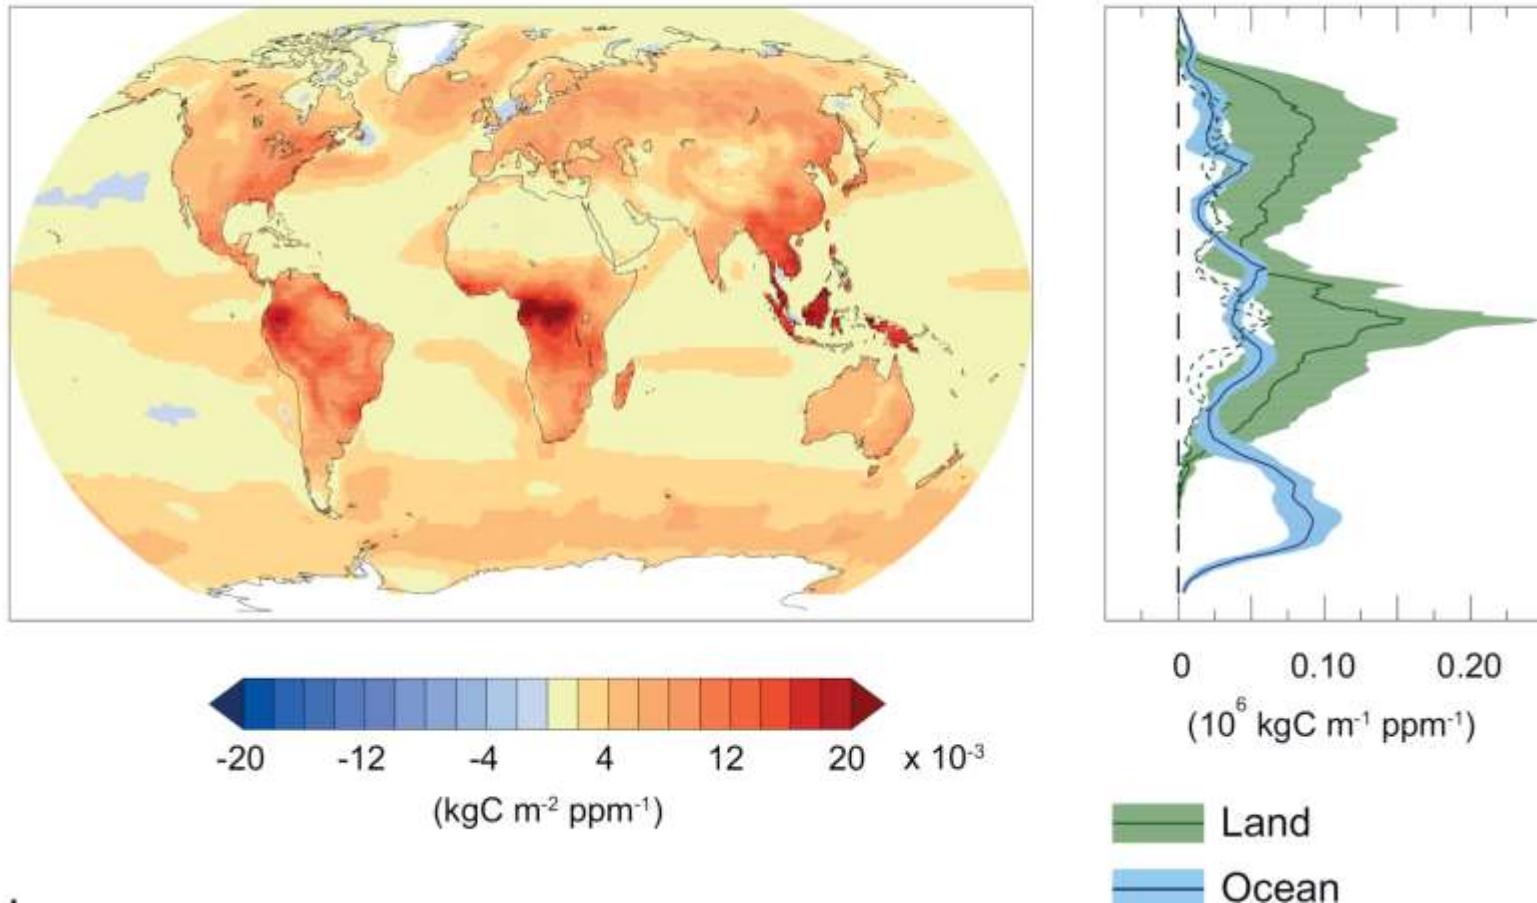 -20 -12 -4 4 12 20 x 10⁻³
(kgC m⁻² ppm⁻¹)
0 0.10 0.20
(10⁶ kgC m⁻¹ ppm⁻¹)
Land
Ocean